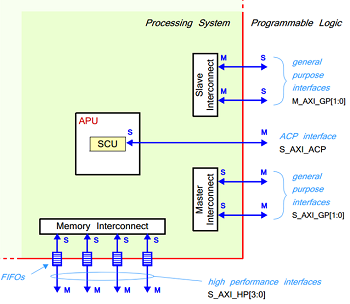 Processing System
Programmable Logic
M
S
Slave
Interconnect
M
S
general
purpose
interfaces
M_AXI_GP[1:0]
APU
SCU
S
M
ACP interface
S_AXI_ACP
Master
Interconnect
S
M
S
M
general
purpose
interfaces
S_AXI_GP[1:0]
Memory Interconnect
S
S
S
S
FIFOs
M
M
M
M
high performance interfaces
S_AXI_HP[3:0]